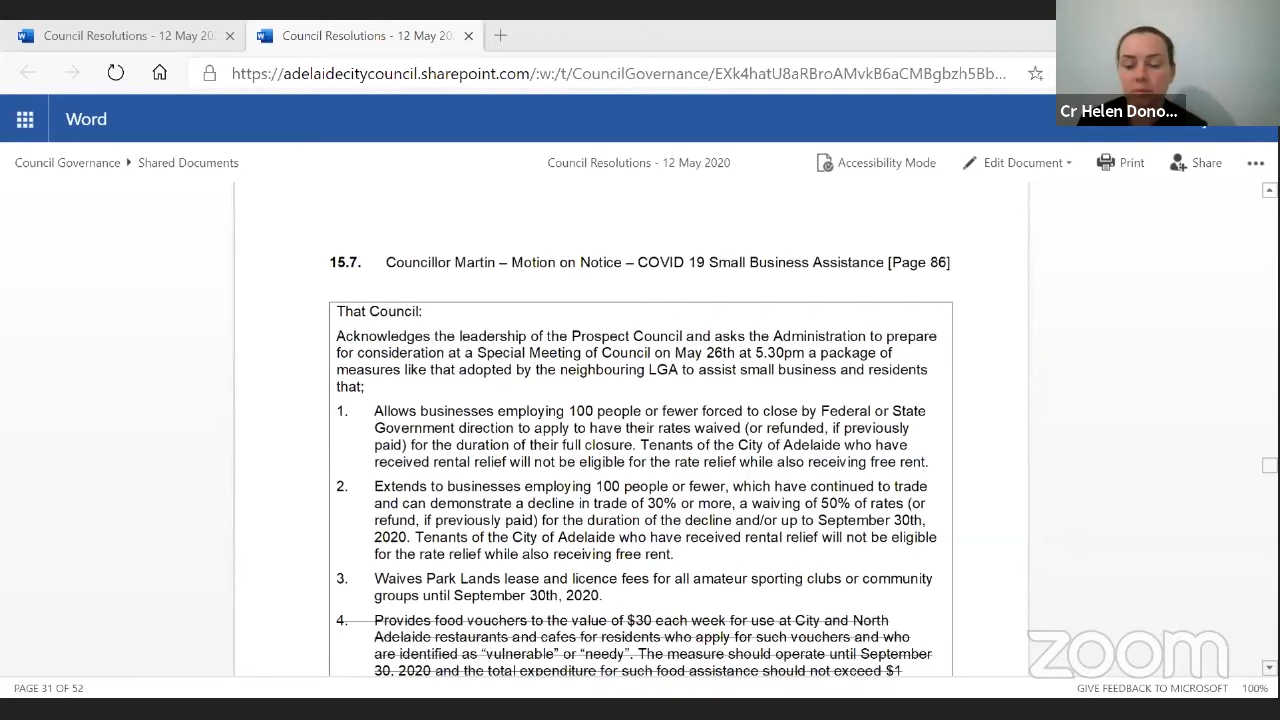 Council Resolutions - 12 May 20
Council Resolutions - 12 May 20
https://adelaidecitycouncil.sharepoint.com/:w:/t/CouncilGovernance/EXk4hatU8aRBroAMvkB6aCMBgbzh5Bb...
Cr Helen Dono...
Word
Council Governance Shared Documents
Council Resolutions - 12 May 2020
Accessibility Mode
Edit Document
Print
Share
15.7. Councillor Martin – Motion on Notice – COVID 19 Small Business Assistance [Page 86]
That Council:
Acknowledges the leadership of the Prospect Council and asks the Administration to prepare
for consideration at a Special Meeting of Council on May 26th at 5.30pm a package of
measures like that adopted by the neighbouring LGA to assist small business and residents
that;
1. Allows businesses employing 100 people or fewer forced to close by Federal or State
Government direction to apply to have their rates waived (or refunded, if previously
paid) for the duration of their full closure. Tenants of the City of Adelaide who have
received rental relief will not be eligible for the rate relief while also receiving free rent.
2. Extends to businesses employing 100 people or fewer, which have continued to trade
and can demonstrate a decline in trade of 30% or more, a waiving of 50% of rates (or
refund, if previously paid) for the duration of the decline and/or up to September 30th,
2020. Tenants of the City of Adelaide who have received rental relief will not be eligible
for the rate relief while also receiving free rent.
3. Waives Park Lands lease and licence fees for all amateur sporting clubs or community
groups until September 30th, 2020.
4. Provides food vouchers to the value of $30 each week for use at City and North
Adelaide restaurants and cafes for residents who apply for such vouchers and who
are identified as “vulnerable” or “needy”. The measure should operate until September
30, 2020 and the total expenditure for such food assistance should not exceed $1
zoom
PAGE 31 OF 52
GIVE FEEDBACK TO MICROSOFT
100%